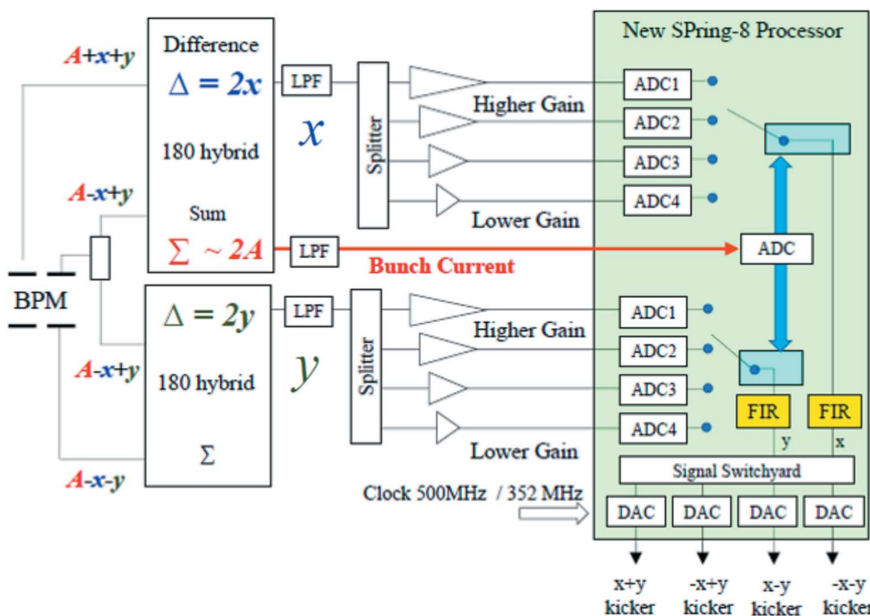 A+x+y
Difference
Δ = 2x
180 hybrid
Sum
∑ ~ 2A
LPF
x
LPF
Bunch Current
Splitter
Higher Gain
Lower Gain
New SPring-8 Processor
ADC1
ADC2
ADC3
ADC4
ADC
A-x+y
BPM
A-x+y
A-x-y
Δ = 2y
180 hybrid
∑
LPF
y
Splitter
Higher Gain
Lower Gain
ADC1
ADC2
ADC3
ADC4
FIR
FIR
y
x
Signal Switchyard
Clock 500MHz / 352 MHz
DAC
DAC
DAC
DAC
x+y
kicker
-x+y
kicker
x-y
kicker
-x-y
kicker